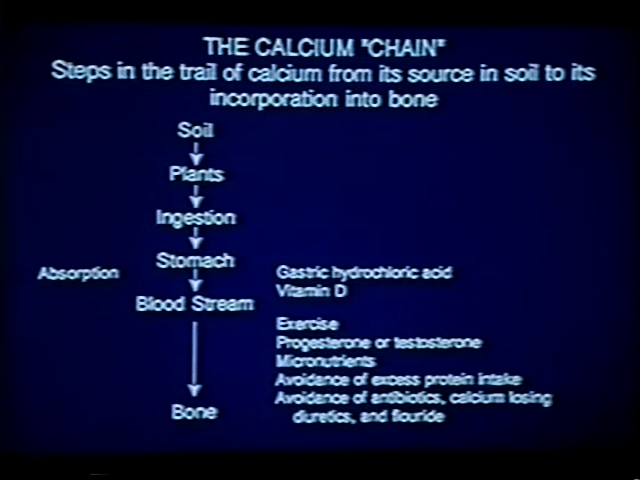 THE CALCIUM "CHAIN"
Steps in the trail of calcium from its source in soil to its
incorporation into bone
Soil
Plants
Ingestion
Stomach
Absorption
Gastric hydrochloric acid
Vitamin D
Blood Stream
Exercise
Progesterone or testosterone
Micronutrients
Avoidance of excess protein intake
Avoidance of antibiotics, calcium losing
diuretics, and flouride
Bone